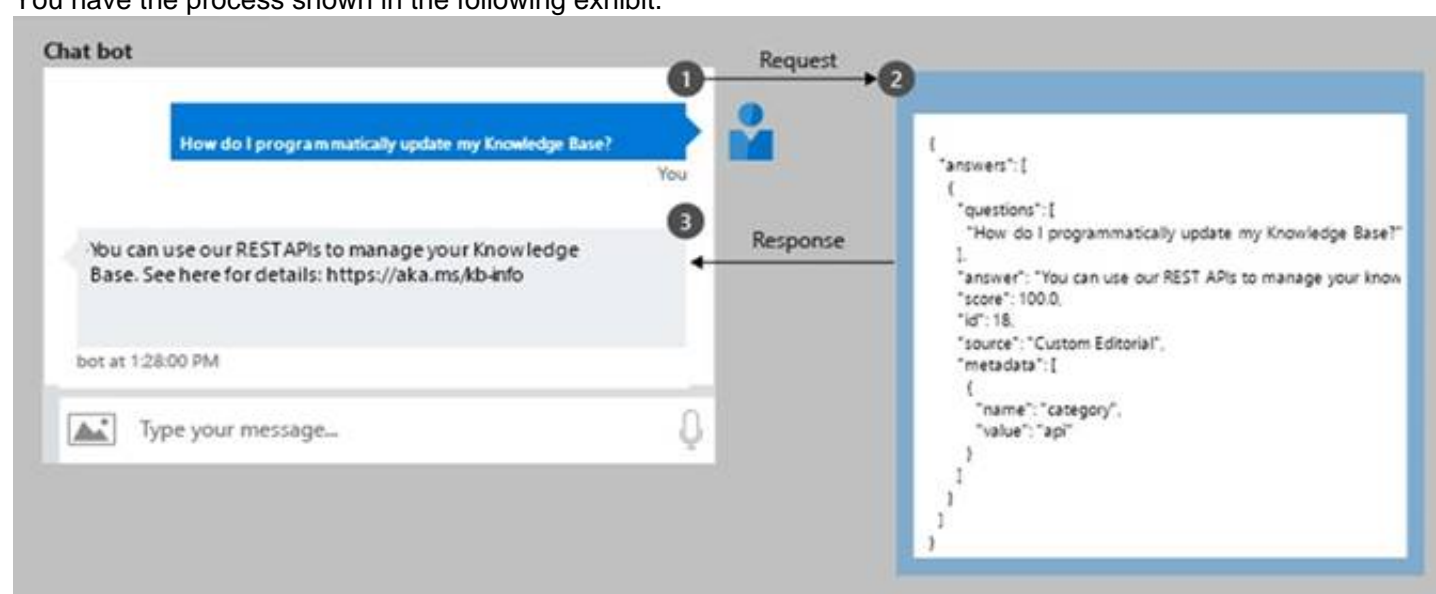 You have the process shown in the following exhibit.
Chat bot
1
Request
2
How do I programmatically update my Knowledge Base?
You
3
Response
You can use our REST APIs to manage your Knowledge
Base. See here for details: https://aka.ms/kb-info
bot at 1:28:00 PM
Type your message...
{
"answers": [
{
"questions": [
"How do I programmatically update my Knowledge Base?"
],
"answer": "You can use our REST APIs to manage your know
"score": 100.0,
"id": 18,
"source": "Custom Editorial",
"metadata": [
{
"name": "category",
"value": "api"
}
]
}
]
}